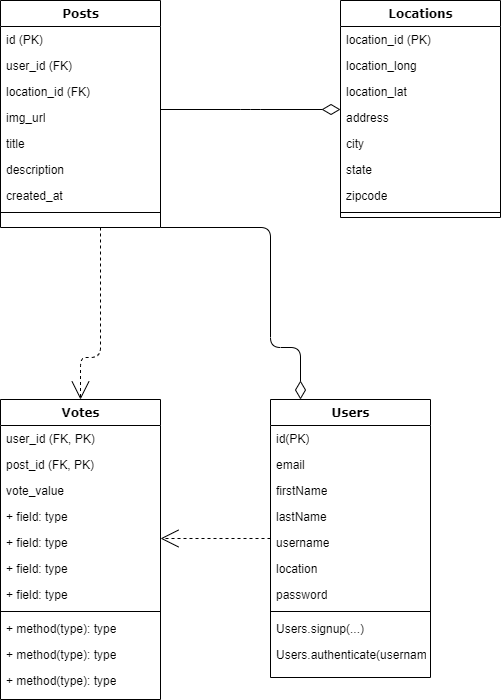 Posts
id (PK)
user_id (FK)
location_id (FK)
img_url
title
description
created_at
Locations
location_id (PK)
location_long
location_lat
address
city
state
zipcode
Votes
user_id (FK, PK)
post_id (FK, PK)
vote_value
+ field: type
+ field: type
+ field: type
+ field: type
+ method(type): type
+ method(type): type
+ method(type): type
Users
id(PK)
email
firstName
lastName
username
location
password
Users.signup(...)
Users.authenticate(usernam